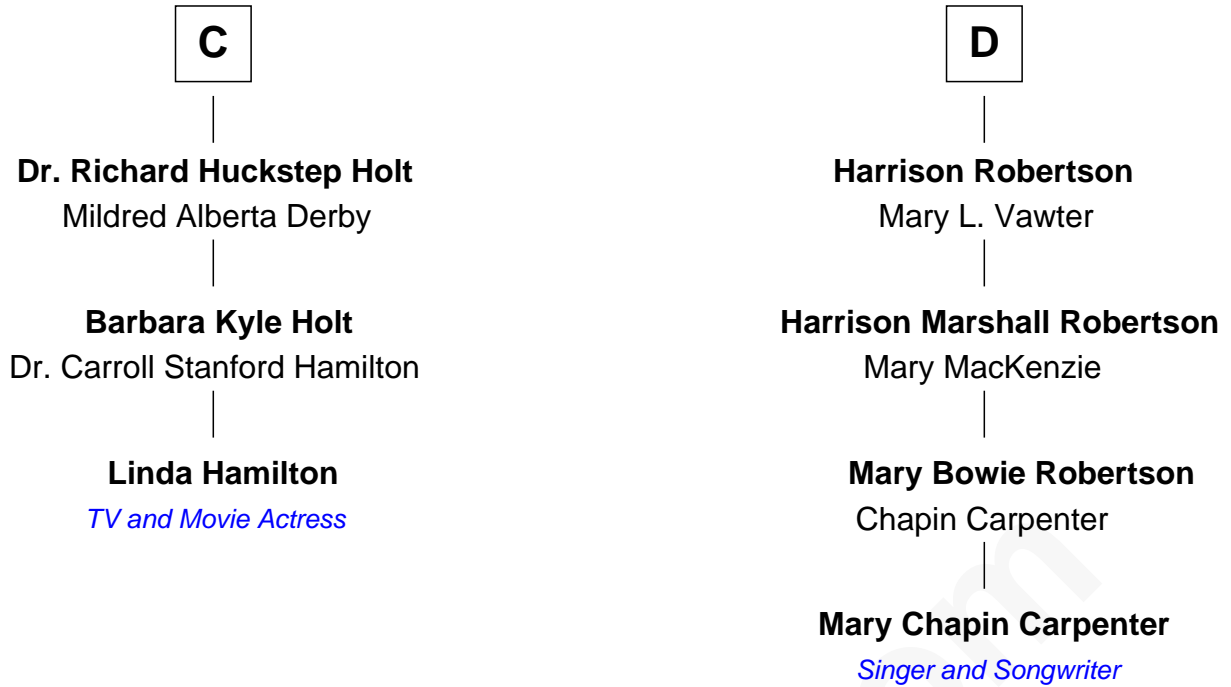 C
Dr. Richard Huckstep Holt
Mildred Alberta Derby
Barbara Kyle Holt
Dr. Carroll Stanford Hamilton
Linda Hamilton
TV and Movie Actress
D
Harrison Robertson
Mary L. Vawter
Harrison Marshall Robertson
Mary MacKenzie
Mary Bowie Robertson
Chapin Carpenter
Mary Chapin Carpenter
Singer and Songwriter